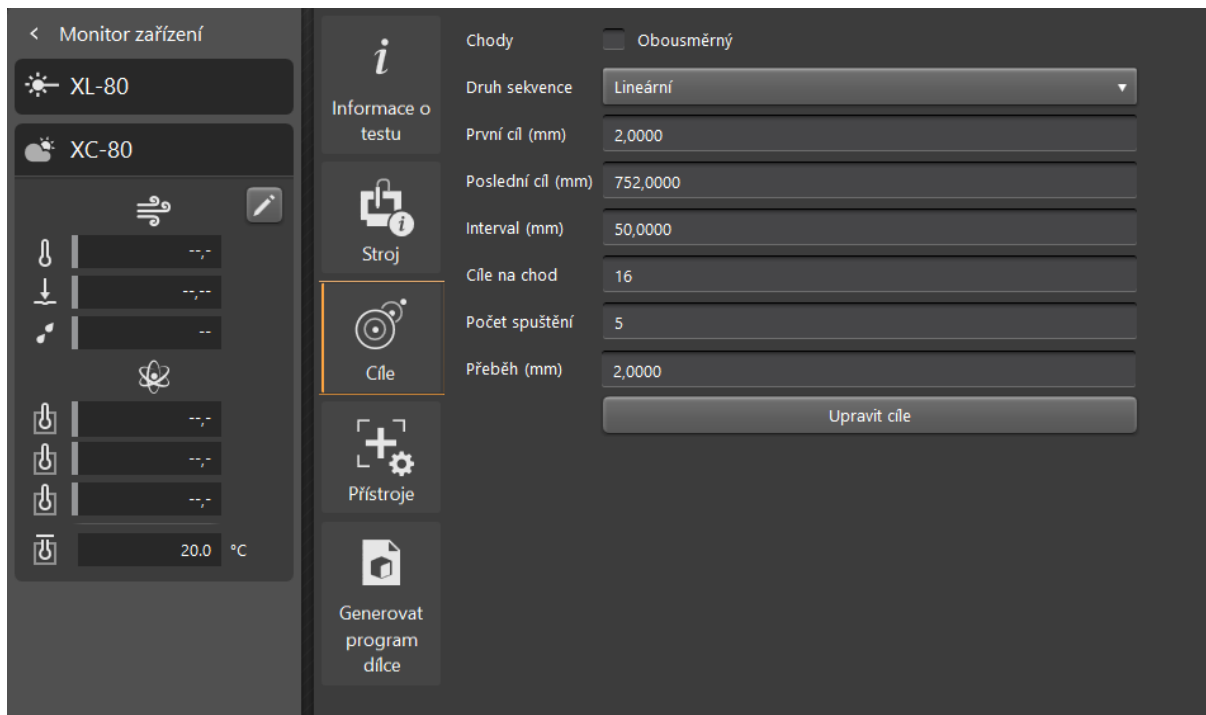 < Monitor zařízení
XL-80
XC-80
--,-
--,--
--
--,-
--,-
--,-
20.0 °C
i
Informace o
testu
Stroj
Cíle
Přístroje
Generovat
program
dílce
Chody Obousměrný
Druh sekvence Lineární
První cíl (mm) 2,0000
Poslední cíl (mm) 752,0000
Interval (mm) 50,0000
Cíle na chod 16
Počet spuštění 5
Přeběh (mm) 2,0000
Upravit cíle